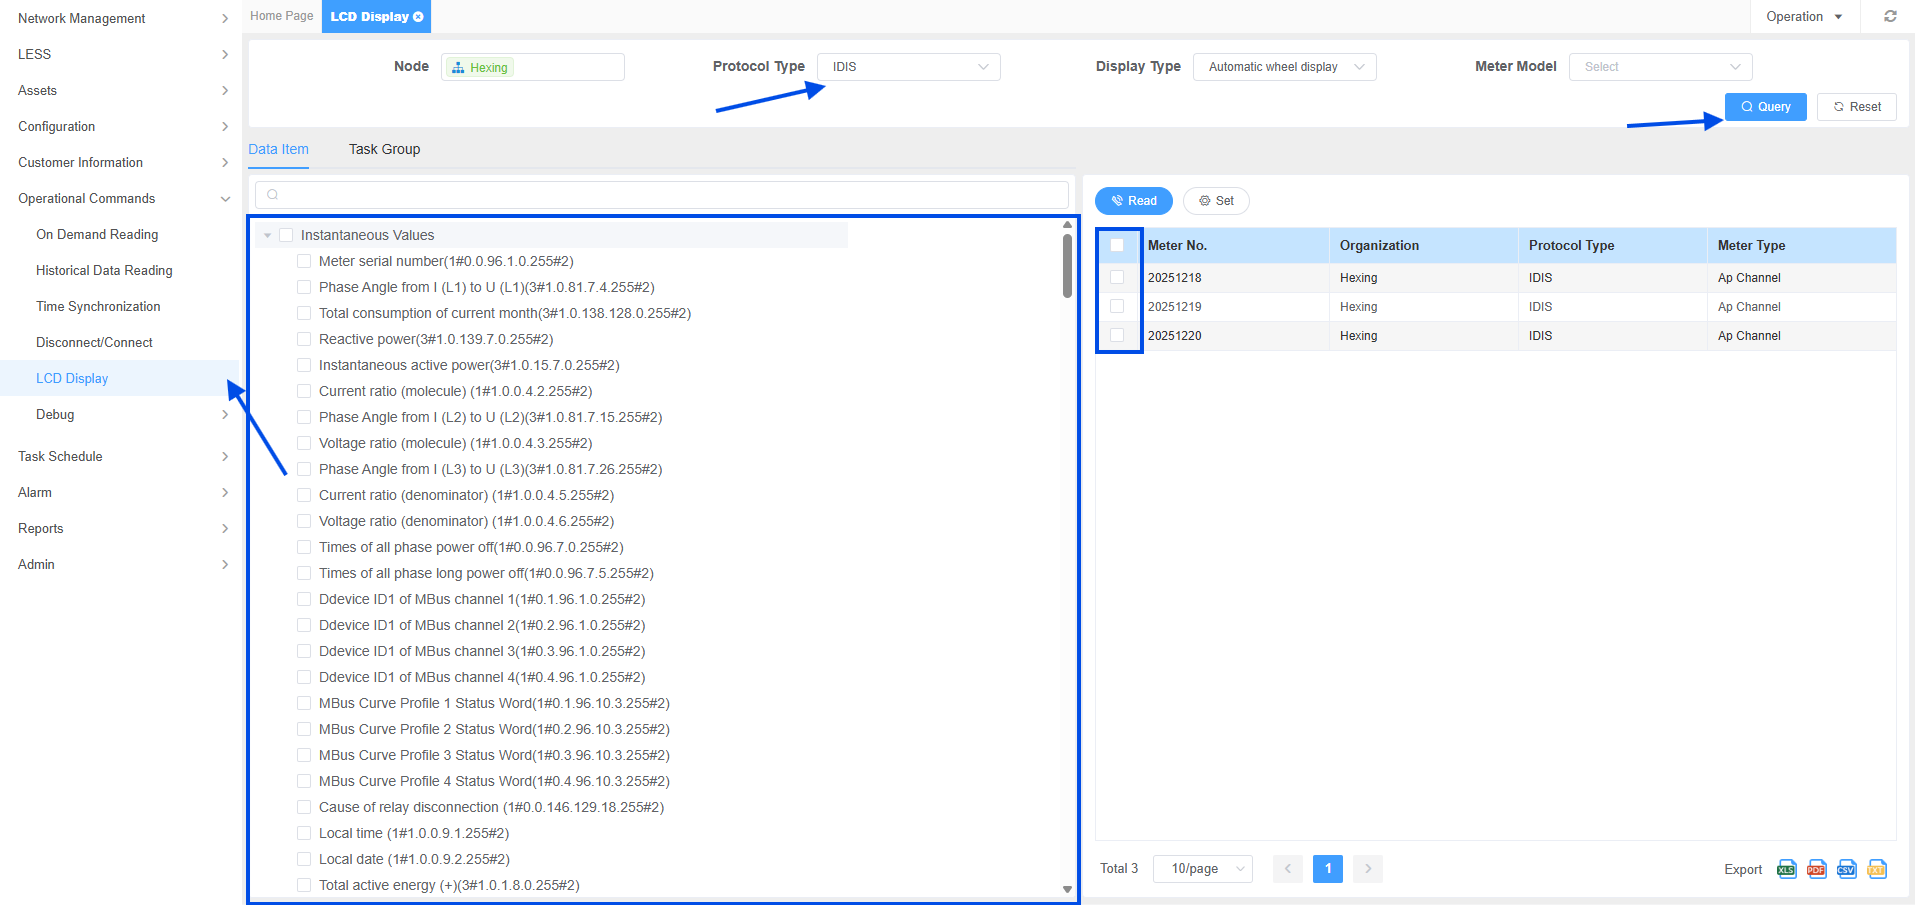 Network Management
LESS
Assets
Configuration
Customer Information
Operational Commands
On Demand Reading
Historical Data Reading
Time Synchronization
Disconnect/Connect
LCD Display
Debug
Task Schedule
Alarm
Reports
Admin
Home Page
LCD Display
Operation
Node
Hexing
Protocol Type
IDIS
Display Type
Automatic wheel display
Meter Model
Select
Query
Reset
Data Item
Task Group
Instantaneous Values
Meter serial number(1#0.0.96.1.0.255#2)
Phase Angle from I (L1) to U (L1)(3#1.0.81.7.4.255#2)
Total consumption of current month(3#1.0.138.128.0.255#2)
Reactive power(3#1.0.139.7.0.255#2)
Instantaneous active power(3#1.0.15.7.0.255#2)
Current ratio (molecule) (1#1.0.0.4.2.255#2)
Phase Angle from I (L2) to U (L2)(3#1.0.81.7.15.255#2)
Voltage ratio (molecule) (1#1.0.0.4.3.255#2)
Phase Angle from I (L3) to U (L3)(3#1.0.81.7.26.255#2)
Current ratio (denominator) (1#1.0.0.4.5.255#2)
Voltage ratio (denominator) (1#1.0.0.4.6.255#2)
Times of all phase power off(1#0.0.96.7.0.255#2)
Times of all phase long power off(1#0.0.96.7.5.255#2)
Ddevice ID1 of MBus channel 1(1#0.1.96.1.0.255#2)
Ddevice ID1 of MBus channel 2(1#0.2.96.1.0.255#2)
Ddevice ID1 of MBus channel 3(1#0.3.96.1.0.255#2)
Ddevice ID1 of MBus channel 4(1#0.4.96.1.0.255#2)
MBus Curve Profile 1 Status Word(1#0.1.96.10.3.255#2)
MBus Curve Profile 2 Status Word(1#0.2.96.10.3.255#2)
MBus Curve Profile 3 Status Word(1#0.3.96.10.3.255#2)
MBus Curve Profile 4 Status Word(1#0.4.96.10.3.255#2)
Cause of relay disconnection (1#0.0.146.129.18.255#2)
Local time (1#1.0.0.9.1.255#2)
Local date (1#1.0.0.9.2.255#2)
Total active energy (+)(3#1.0.1.8.0.255#2)
Read
Set
Meter No. Organization Protocol Type Meter Type
20251218 Hexing IDIS Ap Channel
20251219 Hexing IDIS Ap Channel
20251220 Hexing IDIS Ap Channel
Total 3
10/page
1
Export
XLS
PDF
CSV
TXT